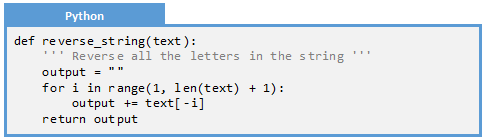 Python
def reverse_string(text):
    ''' Reverse all the letters in the string '''
    output = ""
    for i in range(1, len(text) + 1):
        output += text[-i]
    return output